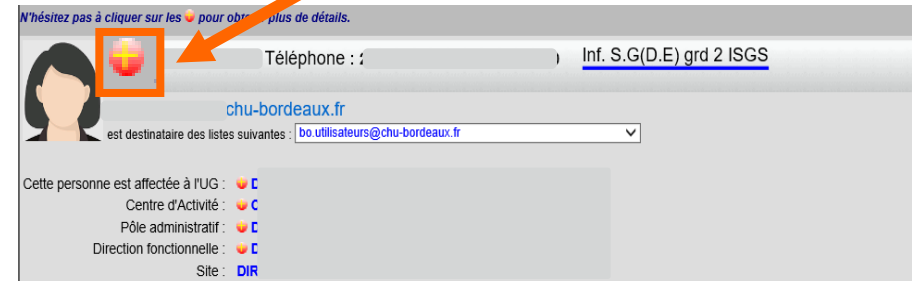 N'hésitez pas à cliquer sur les pour plus de détails.
Téléphone : Inf. S.G(D.E) grd 2 ISGS
chu-bordeaux.fr
est destinataire des listes suivantes : bo.utilisateurs@chu-bordeaux.fr
Cette personne est affectée à l'UG : D
Centre d'Activité : C
Pôle administratif : D
Direction fonctionnelle : D
Site : DIR